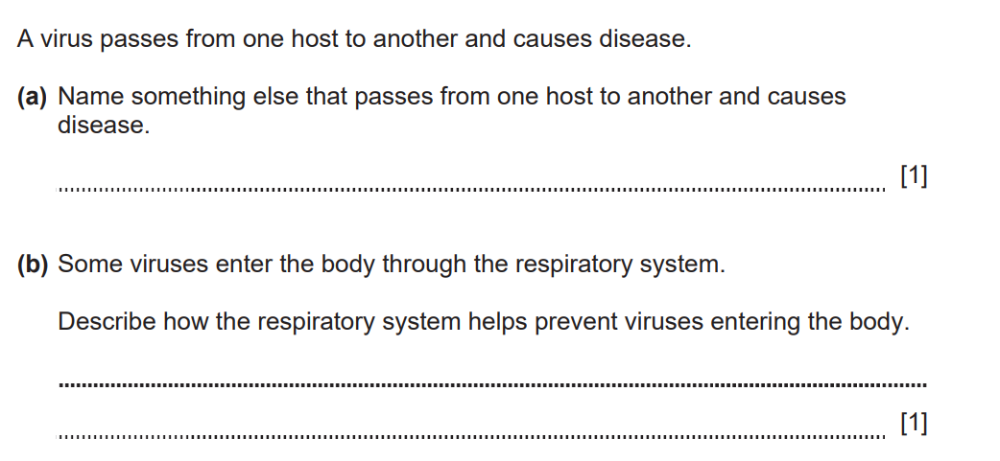 A virus passes from one host to another and causes disease.
(a) Name something else that passes from one host to another and causes
disease.
[1]
(b) Some viruses enter the body through the respiratory system.
Describe how the respiratory system helps prevent viruses entering the body.
[1]